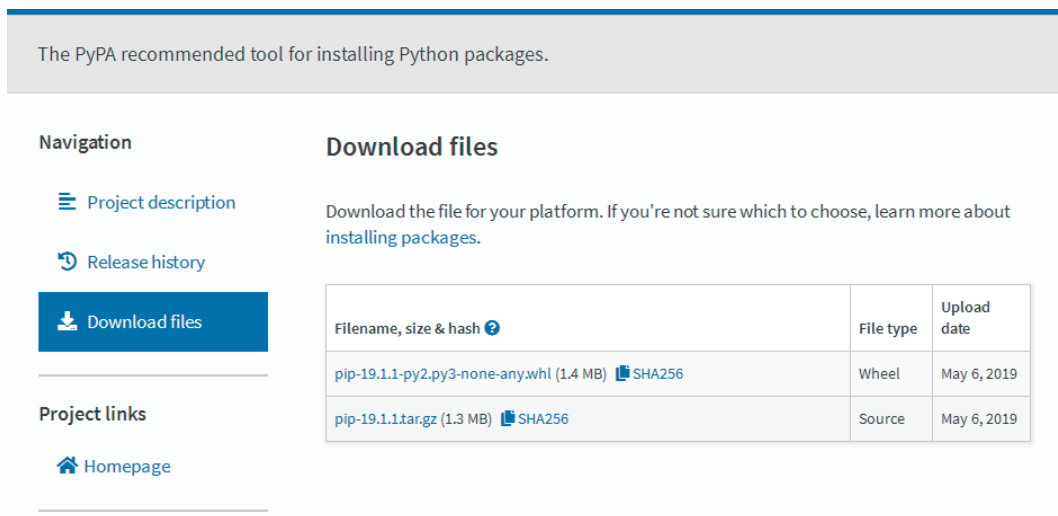 The PyPA recommended tool for installing Python packages.
Navigation
Project description
Release history
Download files
Project links
Homepage
Download files
Download the file for your platform. If you're not sure which to choose, learn more about
installing packages.
Filename, size & hash ? File type Upload date
pip-19.1.1-py2.py3-none-any.whl (1.4 MB) SHA256 Wheel May 6, 2019
pip-19.1.1.tar.gz (1.3 MB) SHA256 Source May 6, 2019